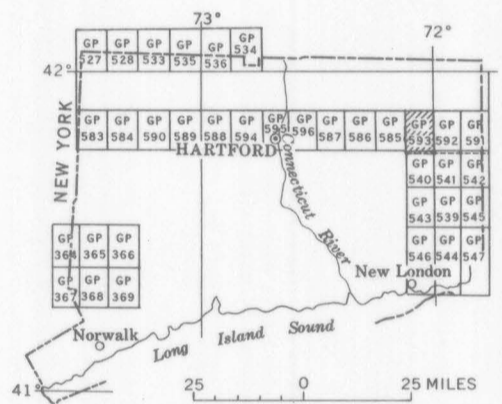 73°
72°
GP 527 GP 528 GP 533 GP 535 GP 536 GP 534
42°
42°
GP 583 GP 584 GP 590 GP 589 GP 588 GP 594 GP 595 GP 596 GP 587 GP 586 GP 585 GP 593 GP 592 GP 591
HARTFORD
NEW YORK
Connecticut River
GP 540 GP 541 GP 542
GP 543 GP 539 GP 545
GP 546 GP 544 GP 547
GP 364 GP 365 GP 366
GP 367 GP 368 GP 369
New London
Norwalk
Long Island Sound
41°
41°
25 0 25 MILES